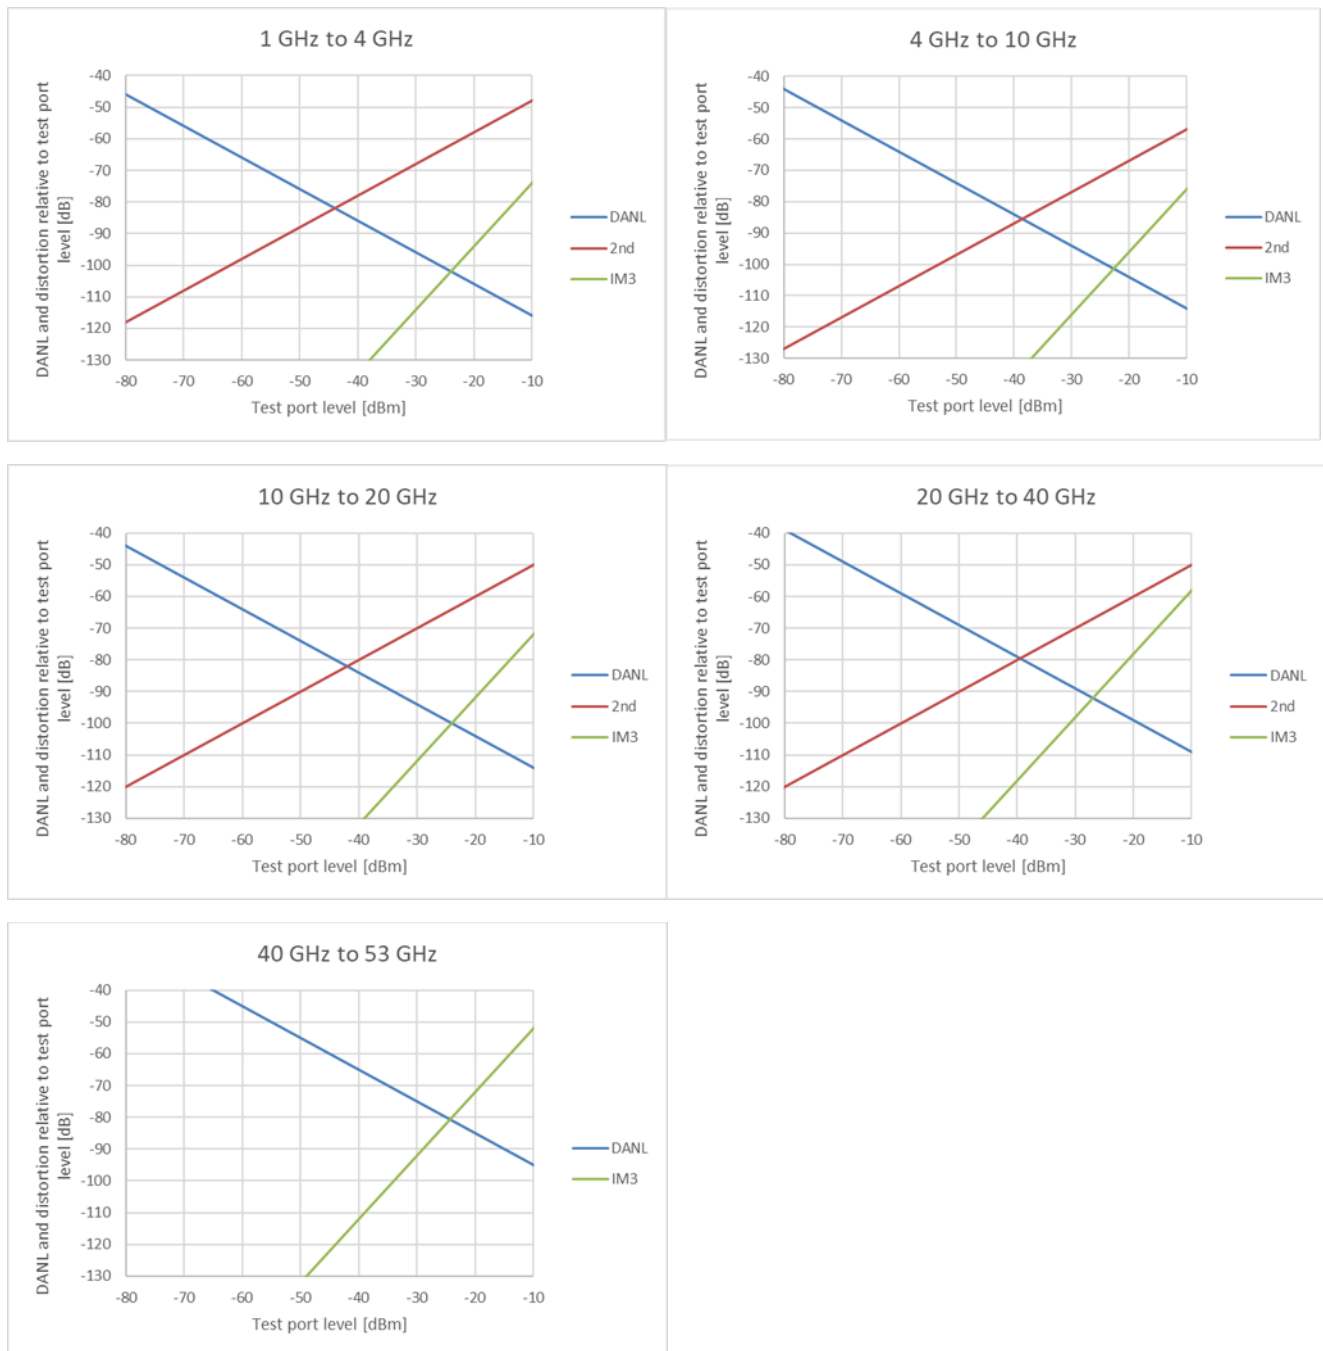 1 GHz to 4 GHz
DANL and distortion relative to test port
level [dB]
-40
-50
-60
-70
-80
-90
-100
-110
-120
-130
-80 -70 -60 -50 -40 -30 -20 -10
Test port level [dBm]
DANL
2nd
IM3
4 GHz to 10 GHz
DANL and distortion relative to test port
level [dB]
-40
-50
-60
-70
-80
-90
-100
-110
-120
-130
-80 -70 -60 -50 -40 -30 -20 -10
Test port level [dBm]
DANL
2nd
IM3
10 GHz to 20 GHz
DANL and distortion relative to test port
level [dB]
-40
-50
-60
-70
-80
-90
-100
-110
-120
-130
-80 -70 -60 -50 -40 -30 -20 -10
Test port level [dBm]
DANL
2nd
IM3
20 GHz to 40 GHz
DANL and distortion relative to test port
level [dB]
-40
-50
-60
-70
-80
-90
-100
-110
-120
-130
-80 -70 -60 -50 -40 -30 -20 -10
Test port level [dBm]
DANL
2nd
IM3
40 GHz to 53 GHz
DANL and distortion relative to test port
level [dB]
-40
-50
-60
-70
-80
-90
-100
-110
-120
-130
-80 -70 -60 -50 -40 -30 -20 -10
Test port level [dBm]
DANL
IM3